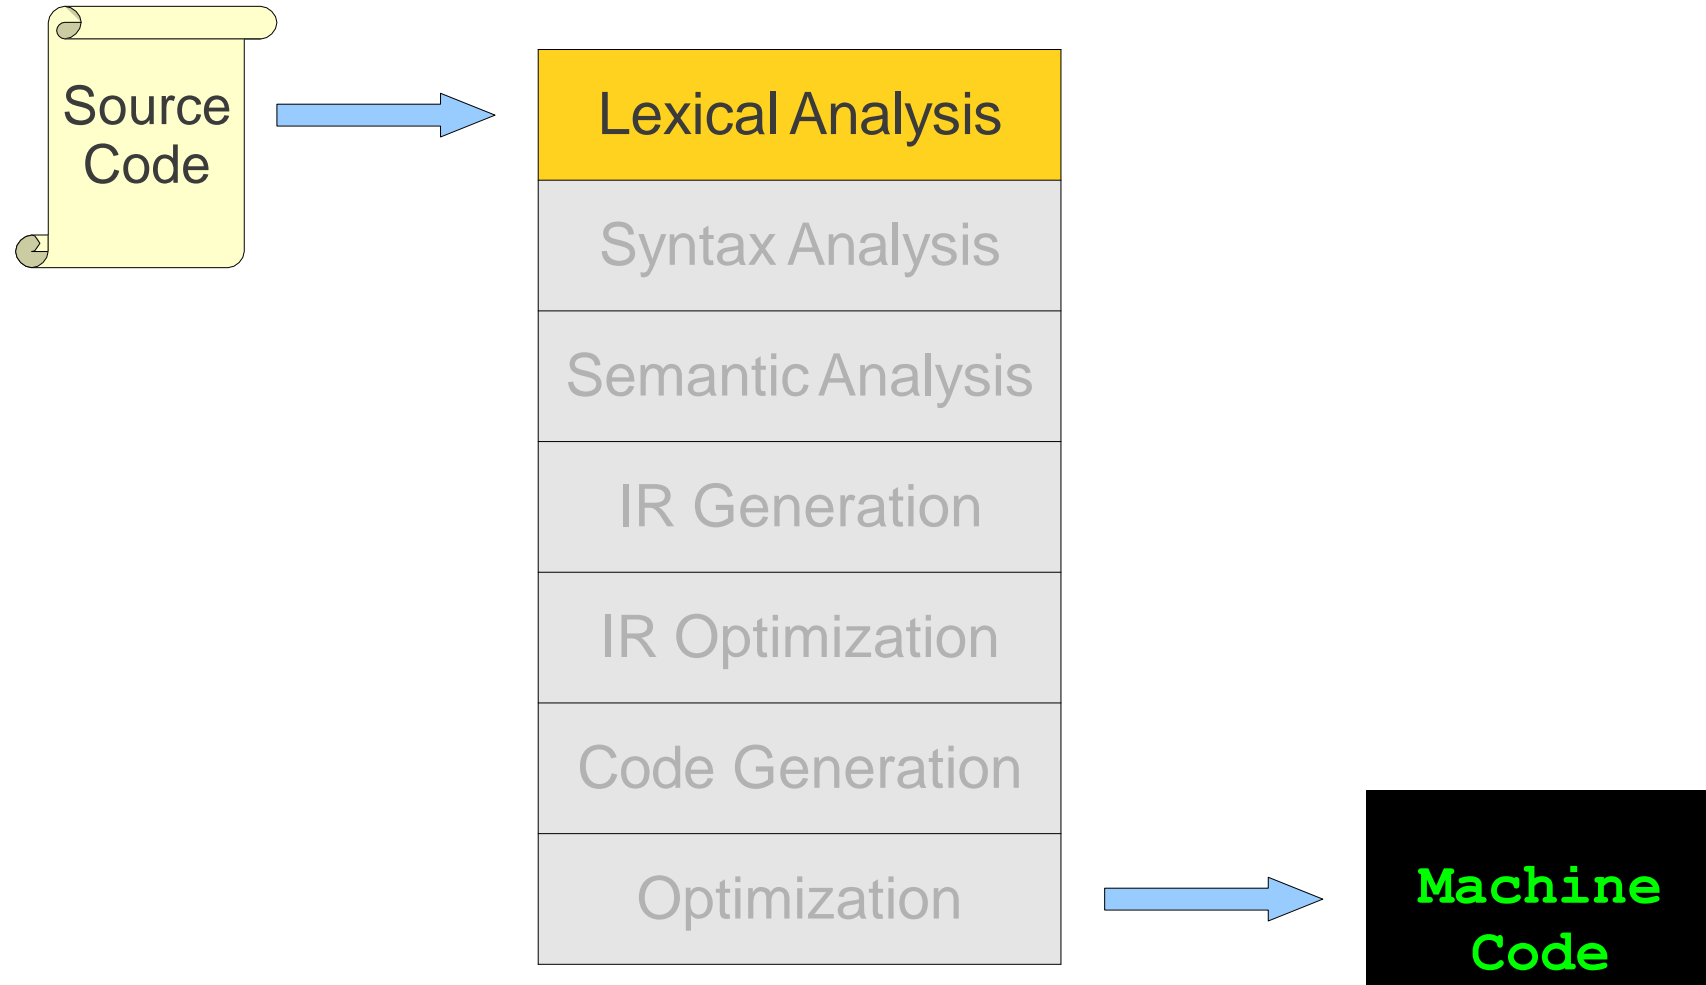 Source
Code
Lexical Analysis
Syntax Analysis
Semantic Analysis
IR Generation
IR Optimization
Code Generation
Optimization
Machine
Code